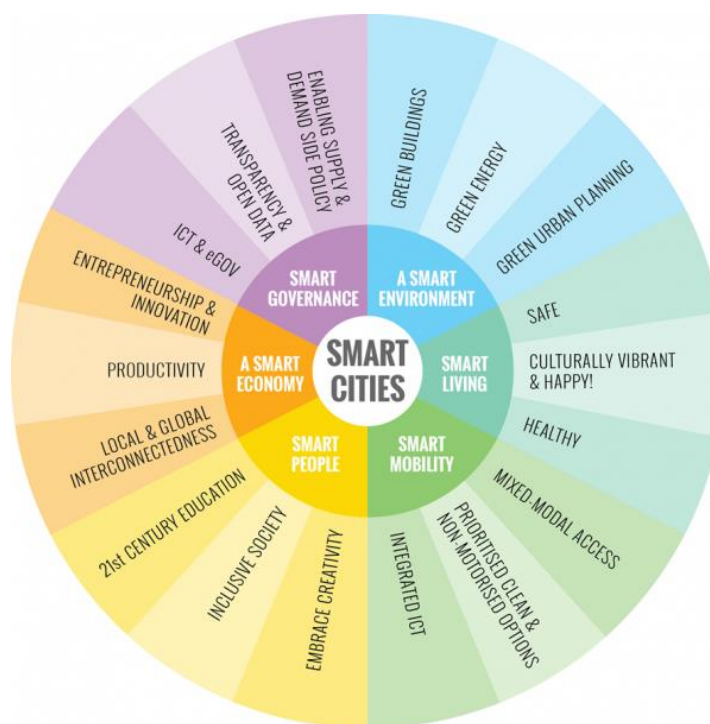 SMART
CITIES
A SMART
ENVIRONMENT
GREEN BUILDINGS
GREEN ENERGY
GREEN URBAN PLANNING
SMART
LIVING
SAFE
CULTURALLY VIBRANT
& HAPPY!
HEALTHY
SMART
MOBILITY
MIXED-MODAL ACCESS
PRIORITISED CLEAN &
NON-MOTORISED OPTIONS
INTEGRATED ICT
SMART
PEOPLE
EMBRACE CREATIVITY
INCLUSIVE SOCIETY
21st CENTURY EDUCATION
A SMART
ECONOMY
LOCAL & GLOBAL
INTERCONNECTEDNESS
PRODUCTIVITY
ENTREPRENEURSHIP &
INNOVATION
SMART
GOVERNANCE
ICT & eGOV
TRANSPARENCY &
OPEN DATA
ENABLING SUPPLY &
DEMAND SIDE POLICY